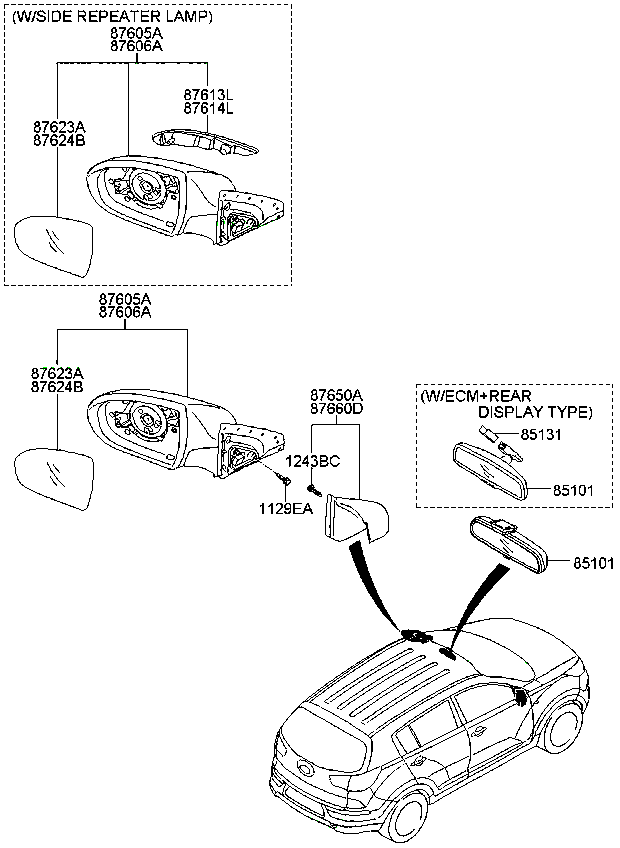 (W/SIDE REPEATER LAMP)
87605A
87606A
87613L
87614L
87623A
87624B
87605A
87606A
87623A
87624B
87650A
87660D
1243BC
1129EA
(W/ECM+REAR
DISPLAY TYPE)
85131
85101
85101